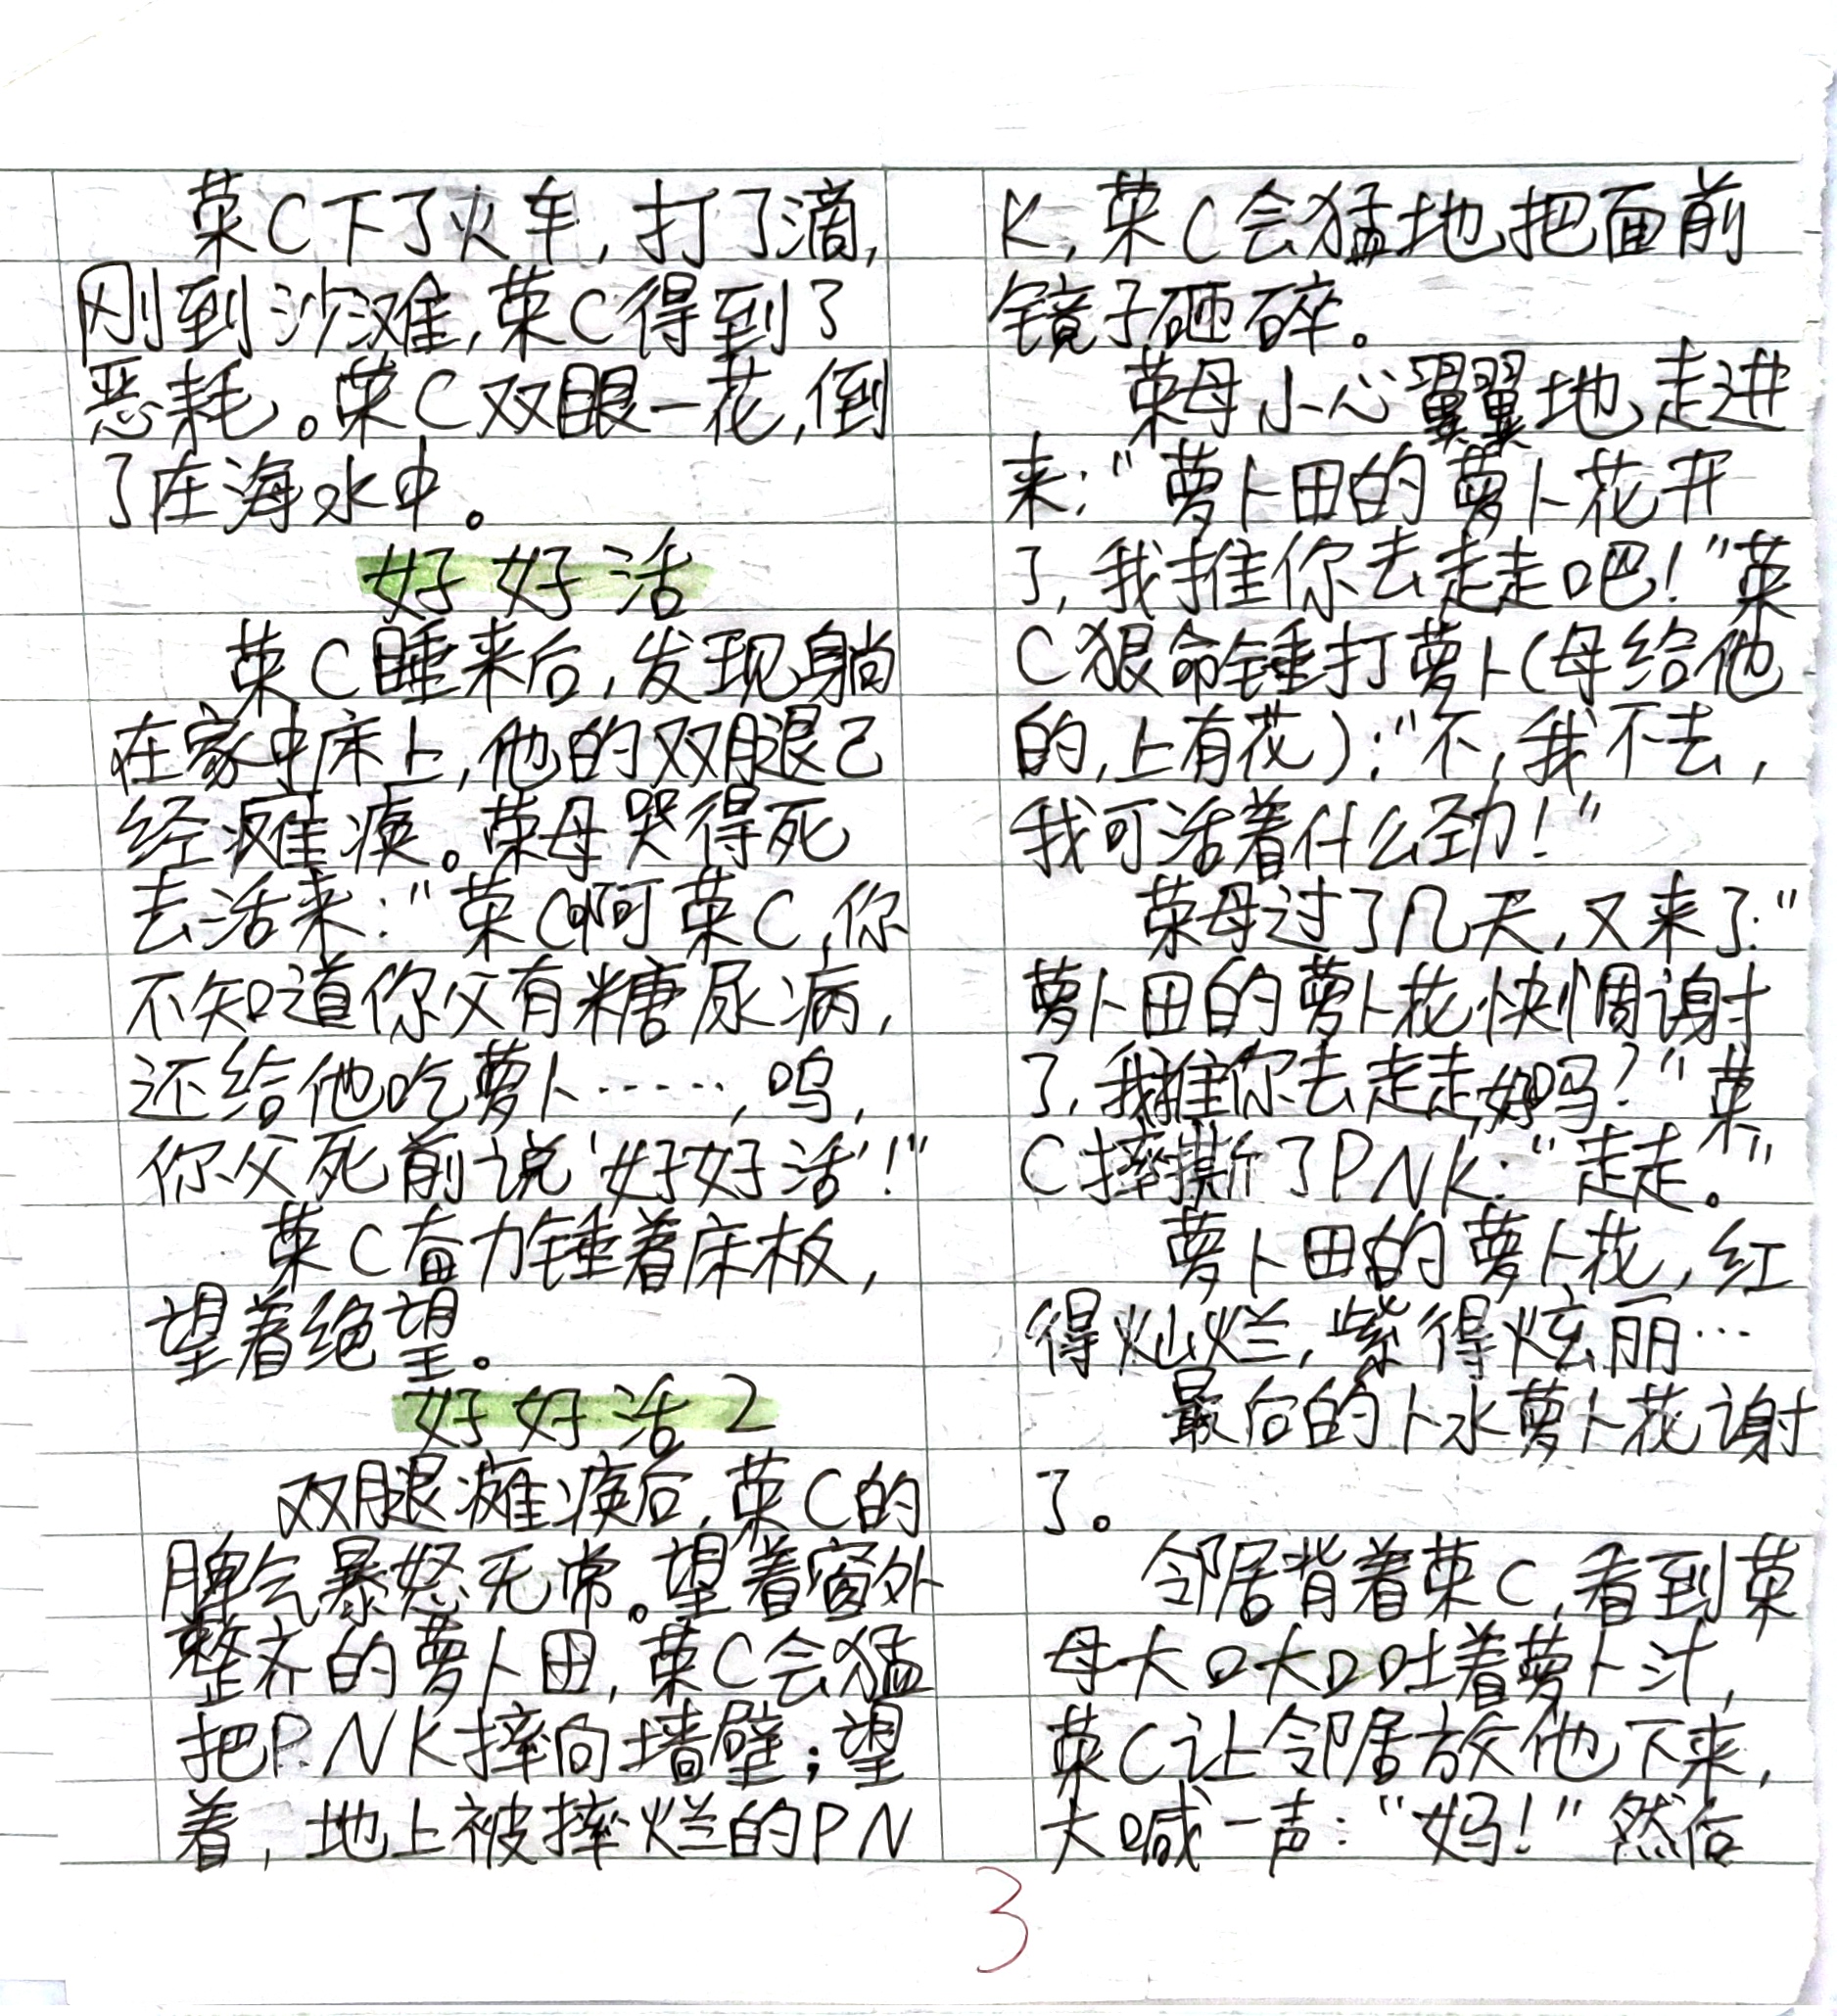 菜C下了火车,打了滴,
刚到沙滩,菜C得到了
恶耗。菜C双眼一花,倒
了在海水中。
好好活
菜C睡来后,发现躺
在家中床上,他的双腿已
经瘫痪。菜母哭得死
去活来:"菜C啊菜C,你
不知道你父有糖尿病,
还给他吃萝卜……,呜,
你父死前说'好好活'!"
菜C奋力锤着床板,
望着绝望。
好好活2
双腿瘫痪后,菜C的
脾气暴怒无常。望着窗外
整齐的萝卜田,菜C会猛
把P.NK摔向墙壁;望
着,地上被摔烂的PN
K,菜C会猛地把面前
镜子砸碎。
菜母小心翼翼地走进
来:"萝卜田的萝卜花开
了,我推你去走走吧!"菜
C狠命锤打萝卜(母给他
的,上有花):"不,我不去,
我可活着什么劲!"
菜母过了几天,又来了:"
萝卜田的萝卜花快惆谢
了,我推你去走走好吗?"菜
C摔撕了PNK:"走走。"
萝卜田的萝卜花,红
得灿烂,紫得炫丽…
最后的卜水萝卜花谢
了。
邻居背着菜C,看到菜
母大口大口吐着萝卜汁,
菜C让邻居放他下来,
大喊一声:"妈!"然后
3